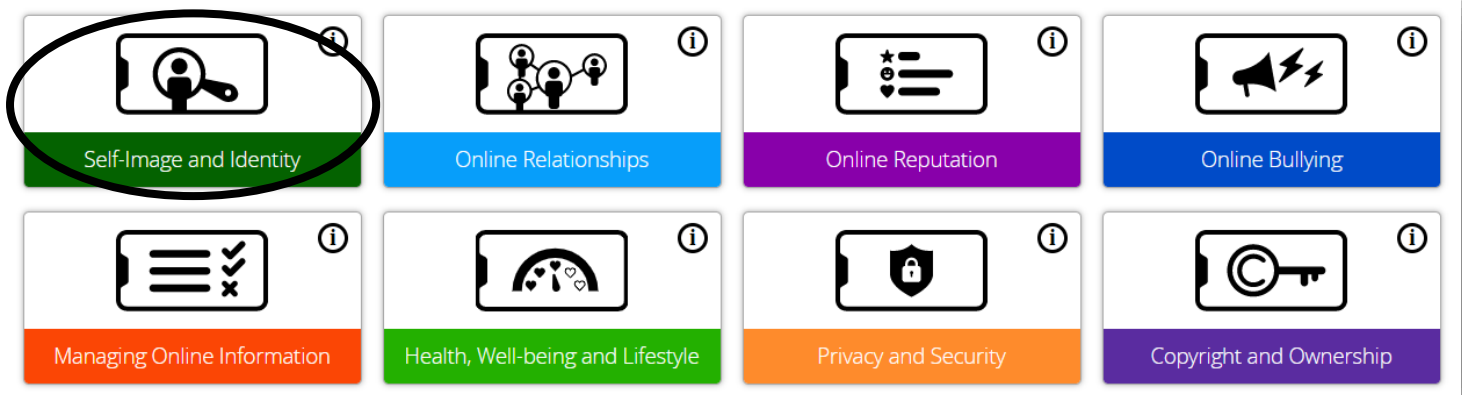 Self-Image and Identity
Online Relationships
Online Reputation
Online Bullying
Managing Online Information
Health, Well-being and Lifestyle
Privacy and Security
Copyright and Ownership